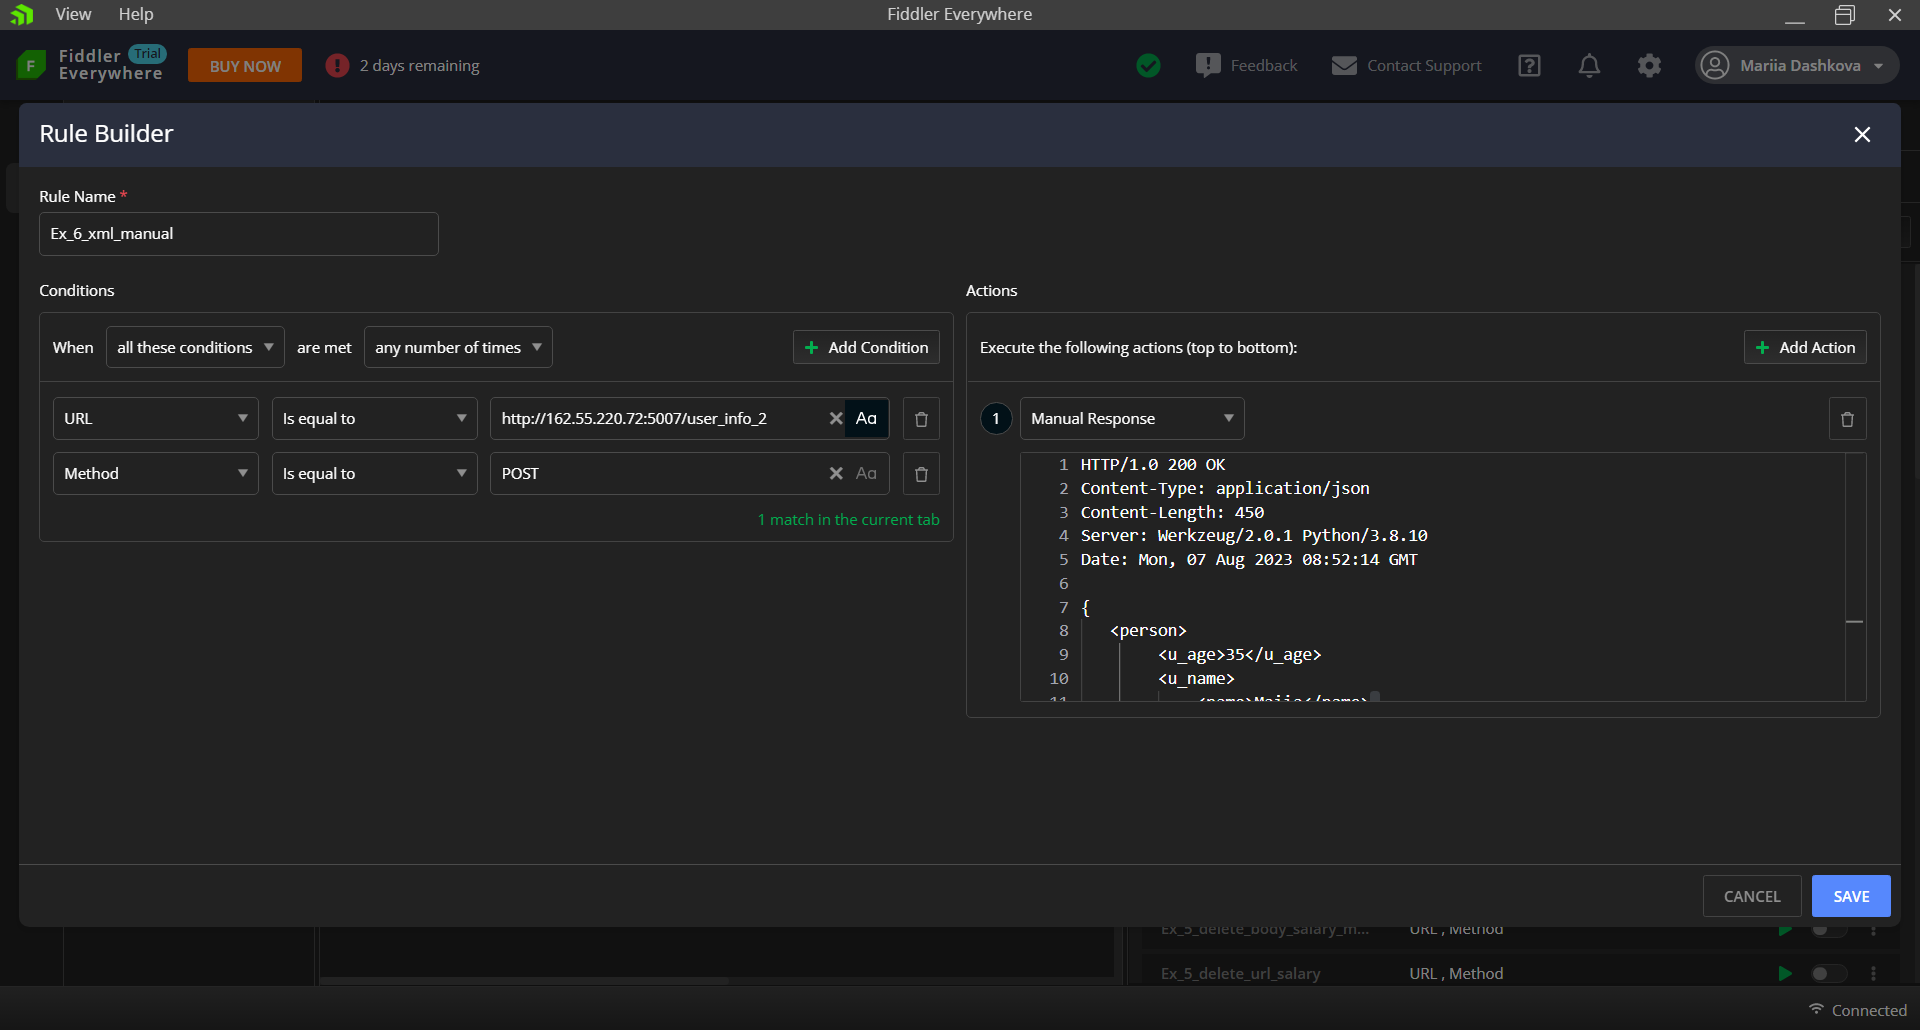 View Help Fiddler Everywhere
Fiddler Everywhere Trial BUY NOW 2 days remaining Feedback Contact Support Mariia Dashkova
Rule Builder
Rule Name *
Ex_6_xml_manual
Conditions
When all these conditions are met any number of times + Add Condition
URL Is equal to http://162.55.220.72:5007/user_info_2 Aa
Method Is equal to POST Aa
1 match in the current tab
Actions
Execute the following actions (top to bottom): + Add Action
1 Manual Response
1 HTTP/1.0 200 OK
2 Content-Type: application/json
3 Content-Length: 450
4 Server: Werkzeug/2.0.1 Python/3.8.10
5 Date: Mon, 07 Aug 2023 08:52:14 GMT
6
7 {
8 <person>
9 <u_age>35</u_age>
10 <u_name>
11
CANCEL SAVE
Ex_5_delete_body_salary_m... URL , Method
Ex_5_delete_url_salary URL , Method
Connected